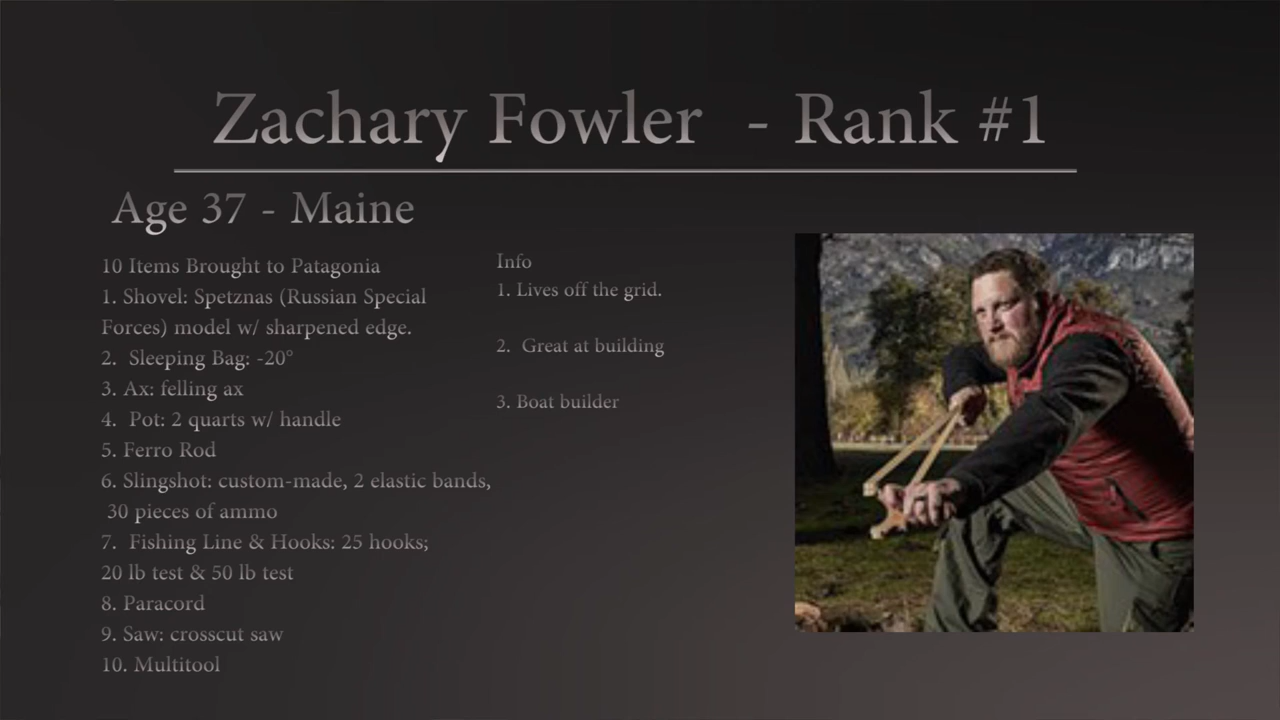 Zachary Fowler - Rank #1
Age 37 - Maine
10 Items Brought to Patagonia
1. Shovel: Spetznas (Russian Special
Forces) model w/ sharpened edge.
2. Sleeping Bag: -20°
3. Ax: felling ax
4. Pot: 2 quarts w/ handle
5. Ferro Rod
6. Slingshot: custom-made, 2 elastic bands,
30 pieces of ammo
7. Fishing Line & Hooks: 25 hooks;
20 lb test & 50 lb test
8. Paracord
9. Saw: crosscut saw
10. Multitool
Info
1. Lives off the grid.
2. Great at building
3. Boat builder